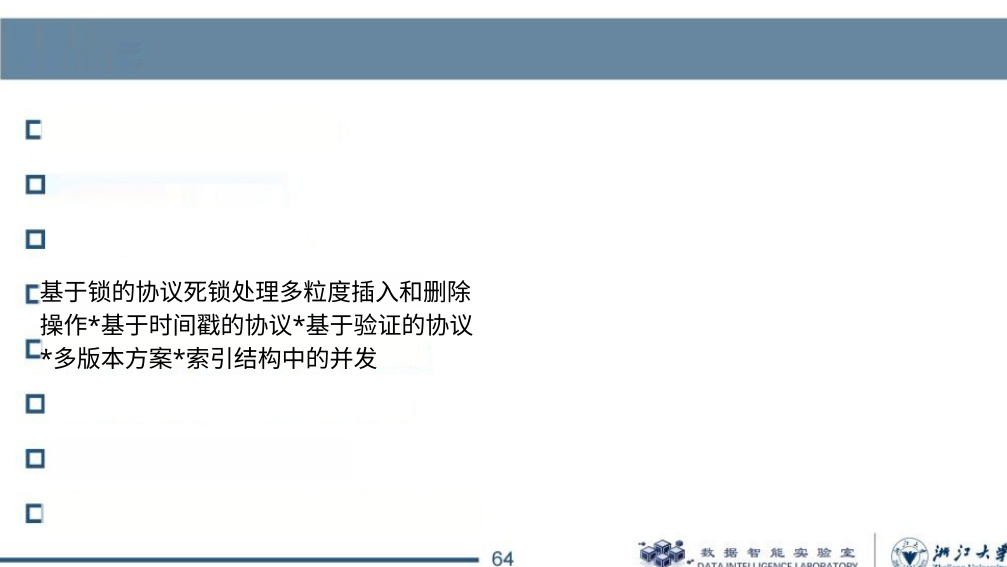 基于锁的协议死锁处理多粒度插入和删除
操作*基于时间戳的协议*基于验证的协议
*多版本方案*索引结构中的并发
64
数据智能实验室
DATA INTELLIGENCE LABORATORY
浙江大学
Zhejiang University